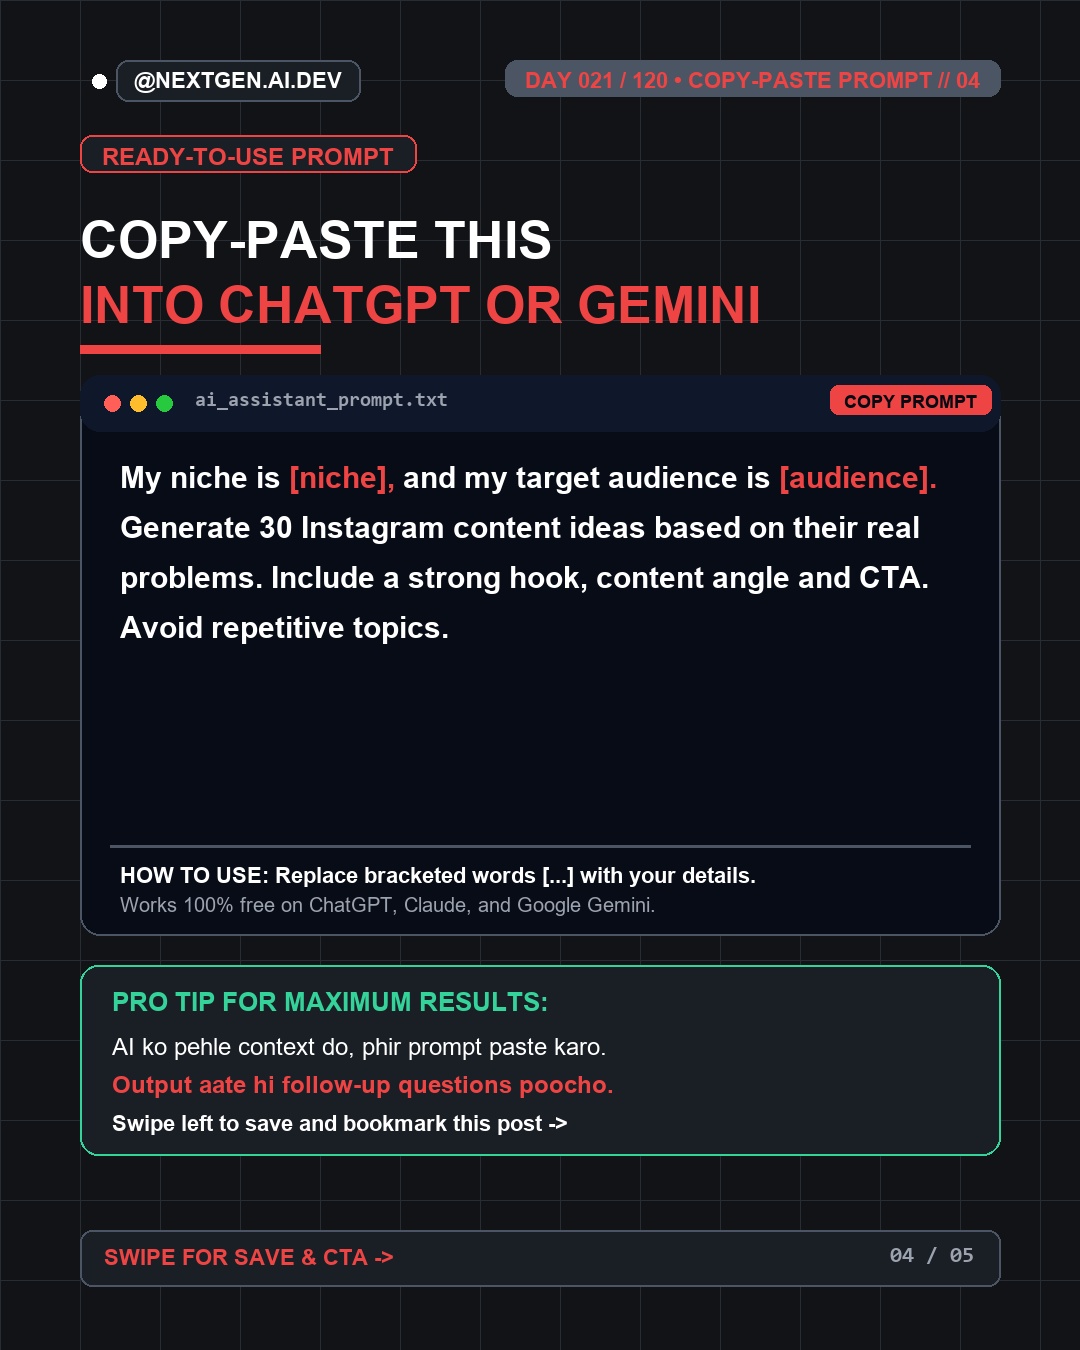 @NEXTGEN.AI.DEV
DAY 021 / 120 • COPY-PASTE PROMPT // 04
READY-TO-USE PROMPT
COPY-PASTE THIS
INTO CHATGPT OR GEMINI
ai_assistant_prompt.txt
COPY PROMPT
My niche is [niche], and my target audience is [audience].
Generate 30 Instagram content ideas based on their real
problems. Include a strong hook, content angle and CTA.
Avoid repetitive topics.
HOW TO USE: Replace bracketed words [...] with your details.
Works 100% free on ChatGPT, Claude, and Google Gemini.
PRO TIP FOR MAXIMUM RESULTS:
AI ko pehle context do, phir prompt paste karo.
Output aate hi follow-up questions poocho.
Swipe left to save and bookmark this post ->
SWIPE FOR SAVE & CTA ->
04 / 05